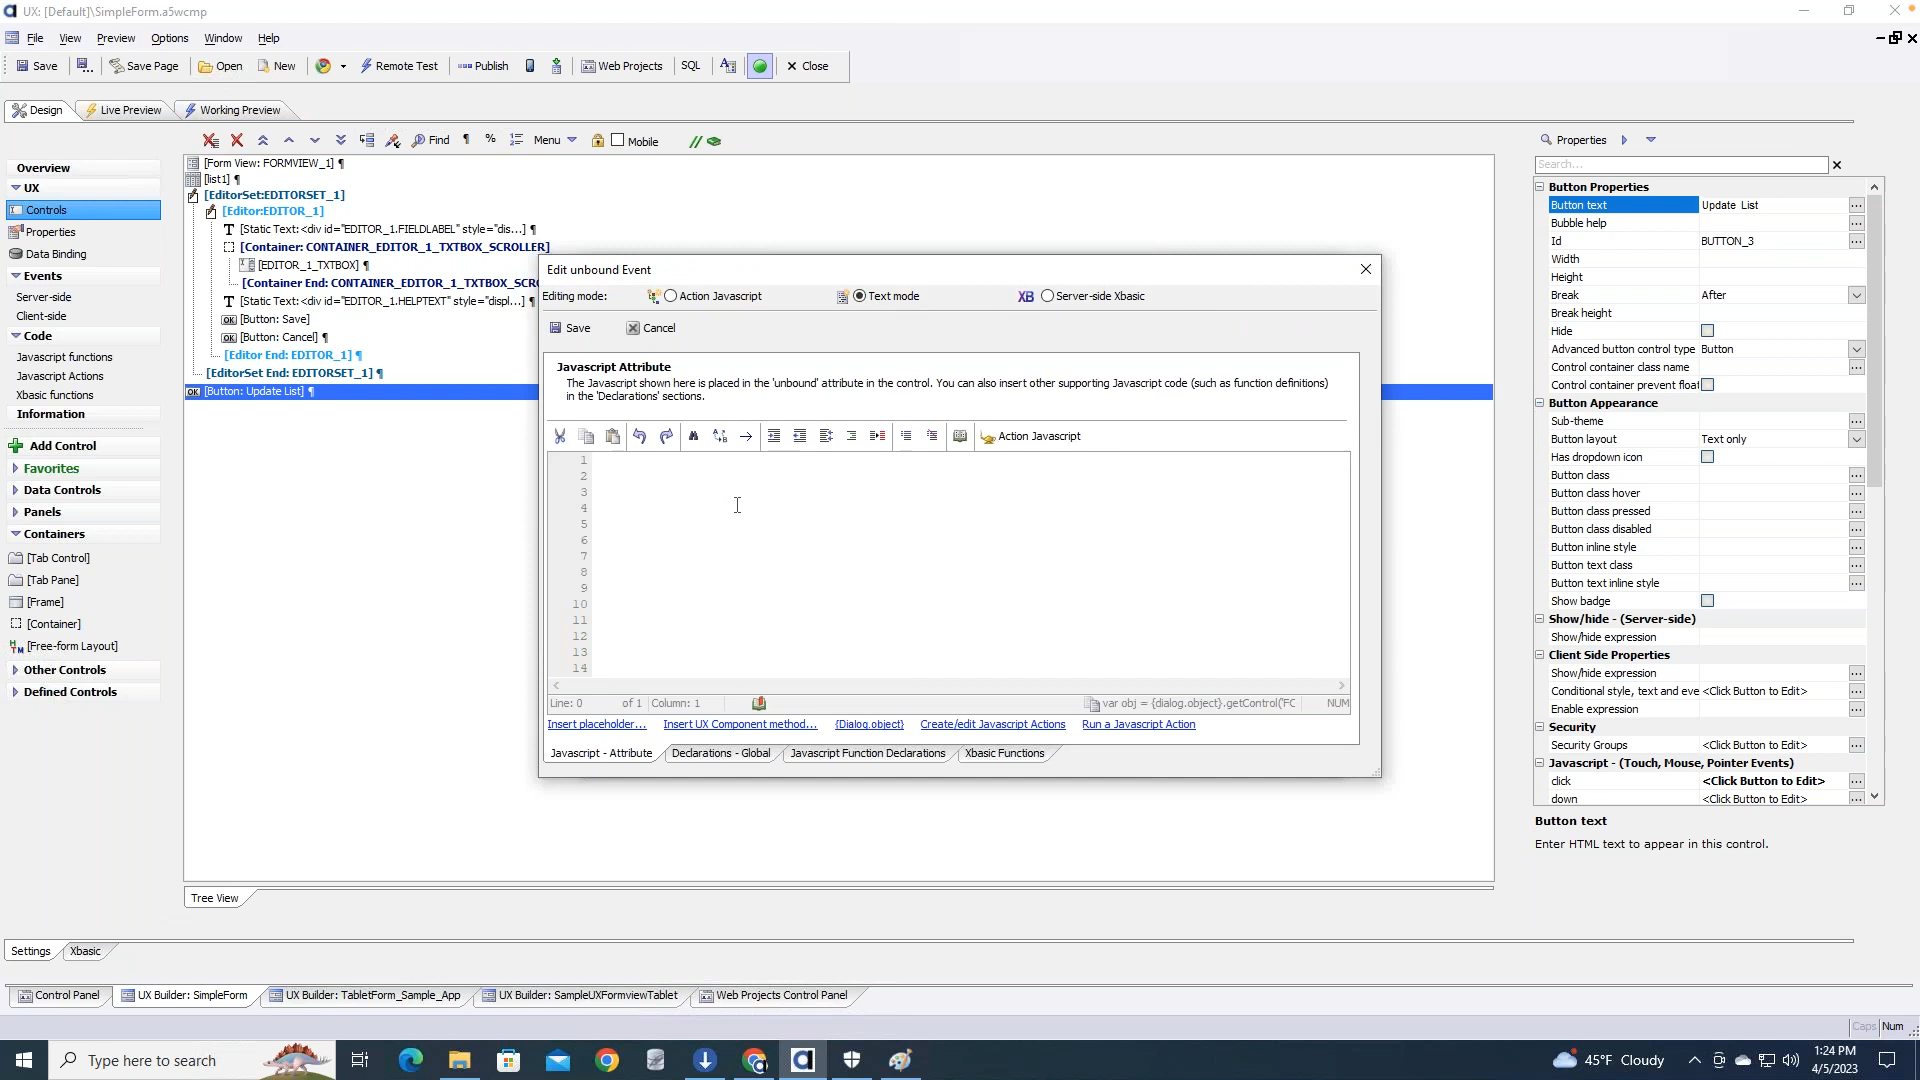 UX: [Default]\SimpleForm.a5wcmp
File View Preview Options Window Help
Save Save Page Open New Remote Test Publish Web Projects SQL Close
Design Live Preview Working Preview
Find ¶ % Menu Mobile
Overview
UX
Controls
Properties
Data Binding
Events
Server-side
Client-side
Code
Javascript functions
Javascript Actions
Xbasic functions
Information
Add Control
Favorites
Data Controls
Panels
Containers
[Tab Control]
[Tab Pane]
[Frame]
[Container]
[Free-form Layout]
Other Controls
Defined Controls
[Form View: FORMVIEW_1] ¶
[list1] ¶
[EditorSet:EDITORSET_1]
[Editor:EDITOR_1]
[Static Text: <div id="EDITOR_1.FIELDLABEL" style="dis...] ¶
[Container: CONTAINER_EDITOR_1_TXTBOX_SCROLLER]
[EDITOR_1_TXTBOX] ¶
[Container End: CONTAINER_EDITOR_1_TXTBOX_SCR
[Static Text: <div id="EDITOR_1.HELPTEXT" style="displ...] ¶
[Button: Save]
[Button: Cancel] ¶
[Editor End: EDITOR_1] ¶
[EditorSet End: EDITORSET_1] ¶
[Button: Update List] ¶
Edit unbound Event
Editing mode: Action Javascript Text mode XB Server-side Xbasic
Save Cancel
Javascript Attribute
The Javascript shown here is placed in the 'unbound' attribute in the control. You can also insert other supporting Javascript code (such as function definitions)
in the 'Declarations' sections.
Action Javascript
1
2
3
4
5
6
7
8
9
10
11
12
13
14
Line: 0 of 1 Column: 1 var obj = {dialog.object}.getControl('FC NUM
Insert placeholder... Insert UX Component method... {Dialog.object} Create/edit Javascript Actions Run a Javascript Action
Javascript - Attribute Declarations - Global Javascript Function Declarations Xbasic Functions
Properties
Search...
Button Properties
Button text Update List
Bubble help
Id BUTTON_3
Width
Height
Break After
Break height
Hide
Advanced button control type Button
Control container class name
Control container prevent float
Button Appearance
Sub-theme
Button layout Text only
Has dropdown icon
Button class
Button class hover
Button class pressed
Button class disabled
Button inline style
Button text class
Button text inline style
Show badge
Show/hide - (Server-side)
Show/hide expression
Client Side Properties
Show/hide expression
Conditional style, text and eve <Click Button to Edit>
Enable expression
Security
Security Groups <Click Button to Edit>
Javascript - (Touch, Mouse, Pointer Events)
click <Click Button to Edit>
down <Click Button to Edit>
Button text
Enter HTML text to appear in this control.
Tree View
Settings Xbasic
Control Panel UX Builder: SimpleForm UX Builder: TabletForm_Sample_App UX Builder: SampleUXFormviewTablet Web Projects Control Panel
Caps Num
Type here to search
45°F Cloudy
1:24 PM
4/5/2023